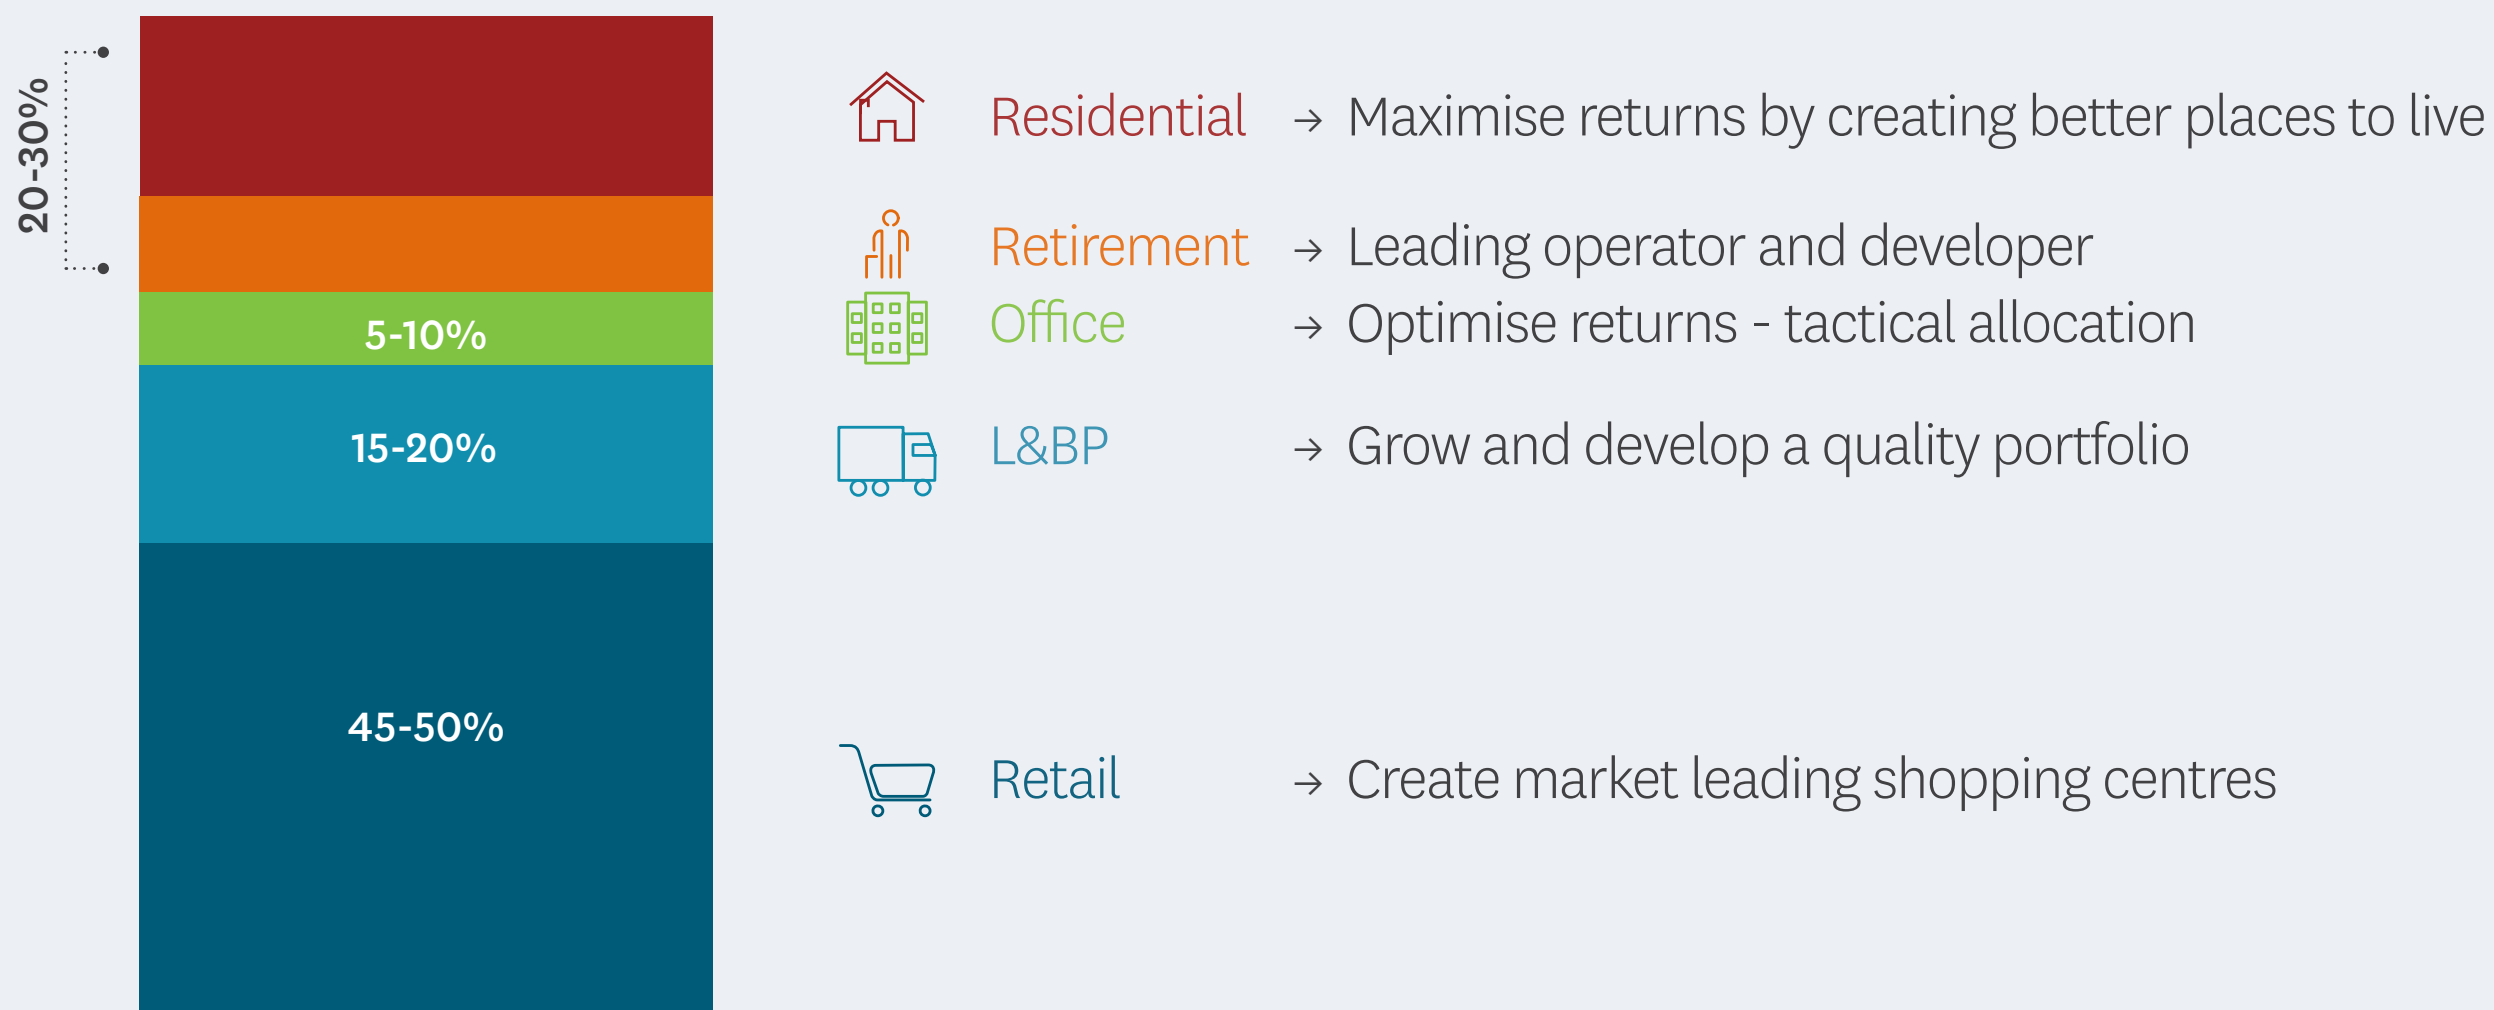 20-30%
Residential → Maximise returns by creating better places to live
Retirement → Leading operator and developer
5-10%
Office → Optimise returns - tactical allocation
15-20%
L&BP → Grow and develop a quality portfolio
45-50%
Retail → Create market leading shopping centres